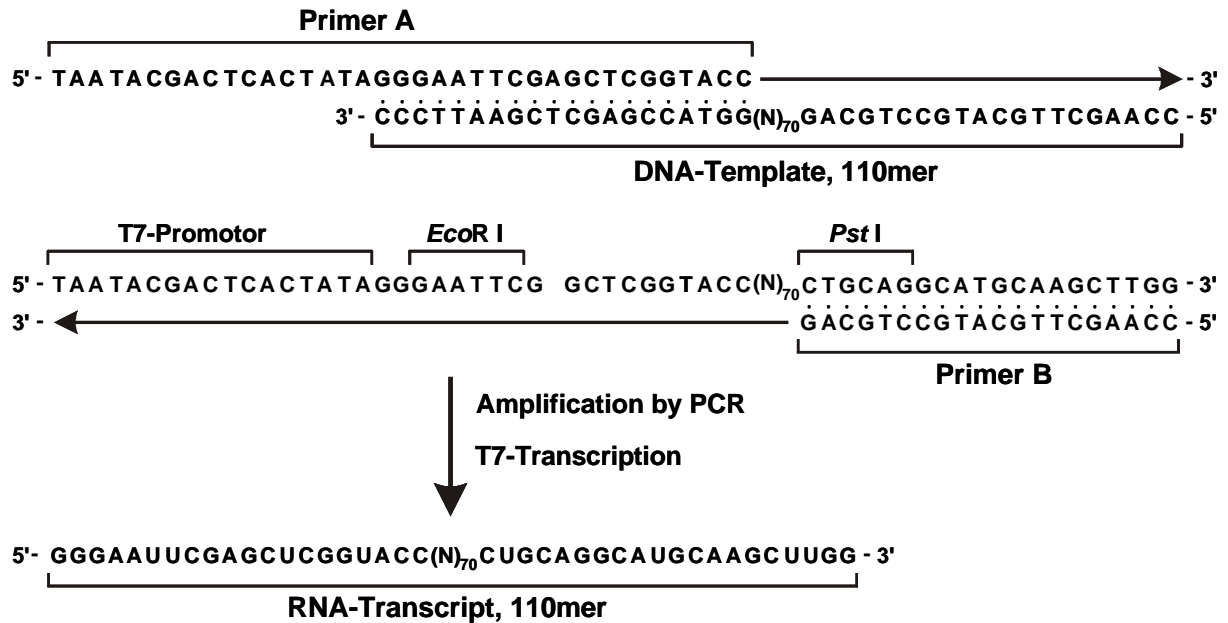 Primer A
5' - TAATACGACTCACTATAGGGAATTCGAGCTCGGTACC - 3'
3' - CCCTTAAGCTCGAGCCATGG(N)70GACGTCCGTACGTTCGAACC - 5'
DNA-Template, 110mer
T7-Promotor EcoR I Pst I
5' - TAATACGACTCACTATAGGGAATTCG GCTCGGTACC(N)70CTGCAGGCATGCAAGCTTGG - 3'
3' - GACGTCCGTACGTTCGAACC - 5'
Primer B
Amplification by PCR
T7-Transcription
5' - GGGAAUUCGAGCUCGGUACC(N)70CUGCAGGCAUGCAAGCUUGG - 3'
RNA-Transcript, 110mer